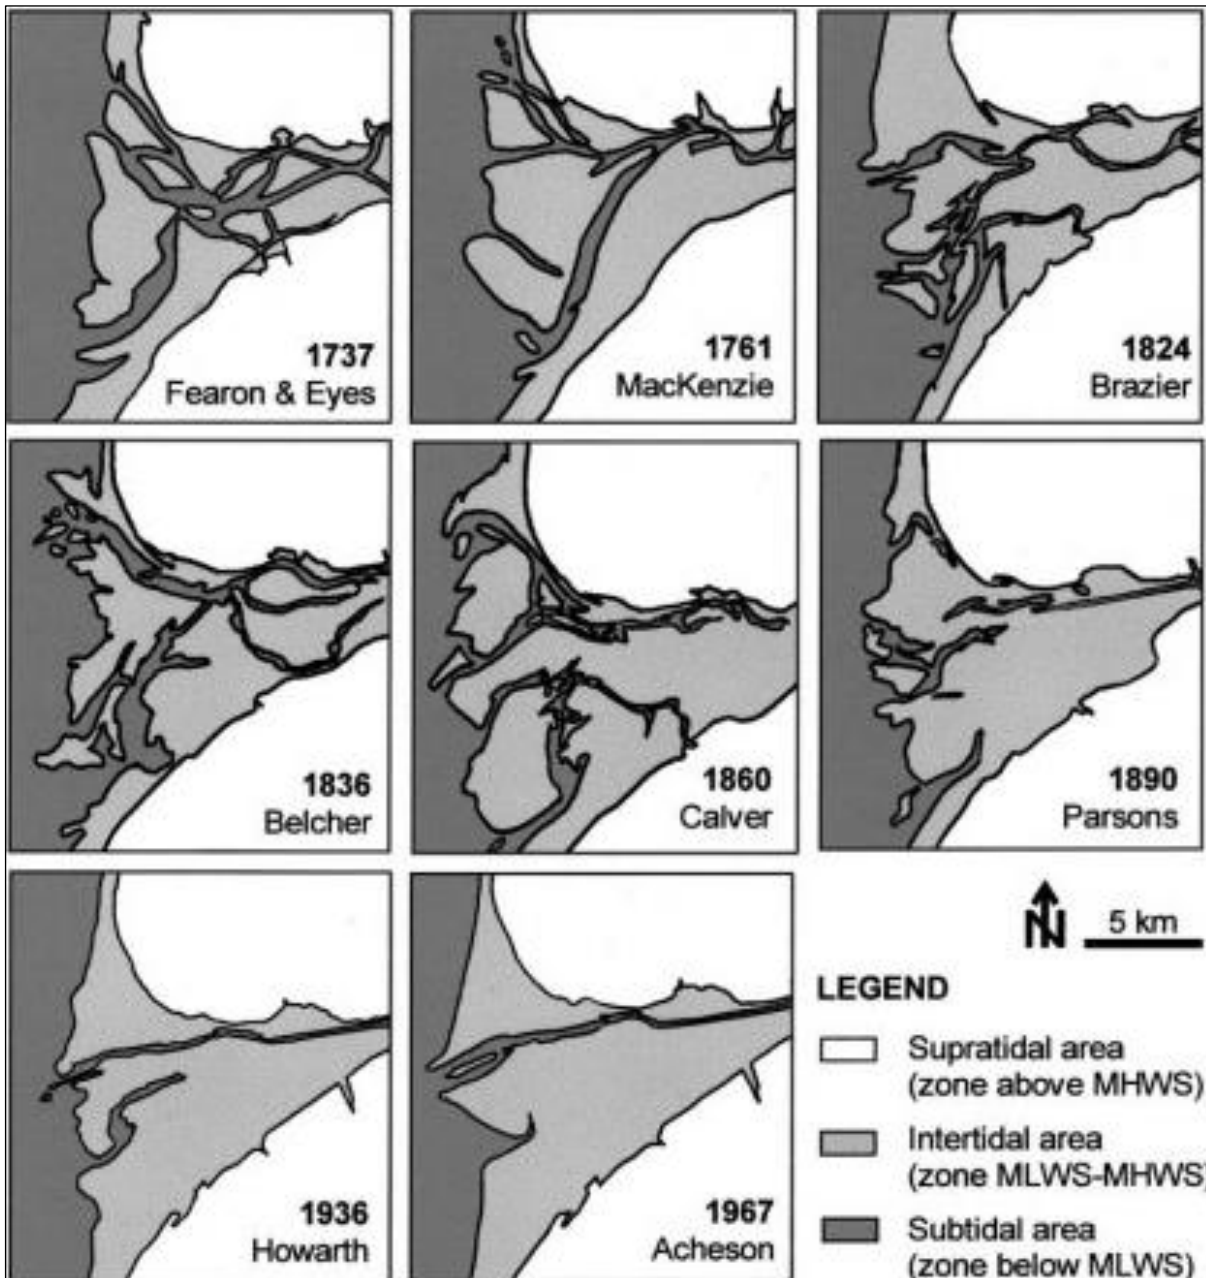 1737
Fearon & Eyes
1761
MacKenzie
1824
Brazier
1836
Belcher
1860
Calver
1890
Parsons
1936
Howarth
1967
Acheson
N
5 km
LEGEND
Supratidal area
(zone above MHWS)
Intertidal area
(zone MLWS-MHWS)
Subtidal area
(zone below MLWS)